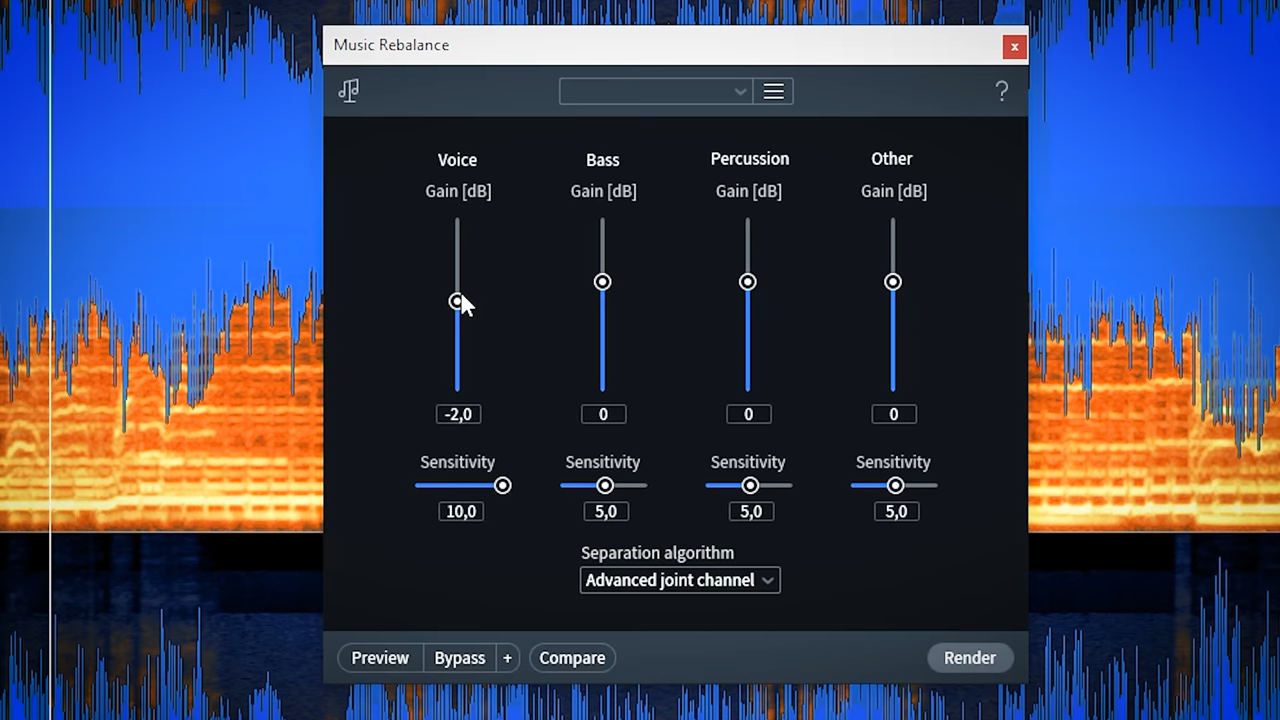 Music Rebalance
x
?
Voice Bass Percussion Other
Gain [dB] Gain [dB] Gain [dB] Gain [dB]
-2,0 0 0 0
Sensitivity Sensitivity Sensitivity Sensitivity
10,0 5,0 5,0 5,0
Separation algorithm
Advanced joint channel
Preview Bypass + Compare Render